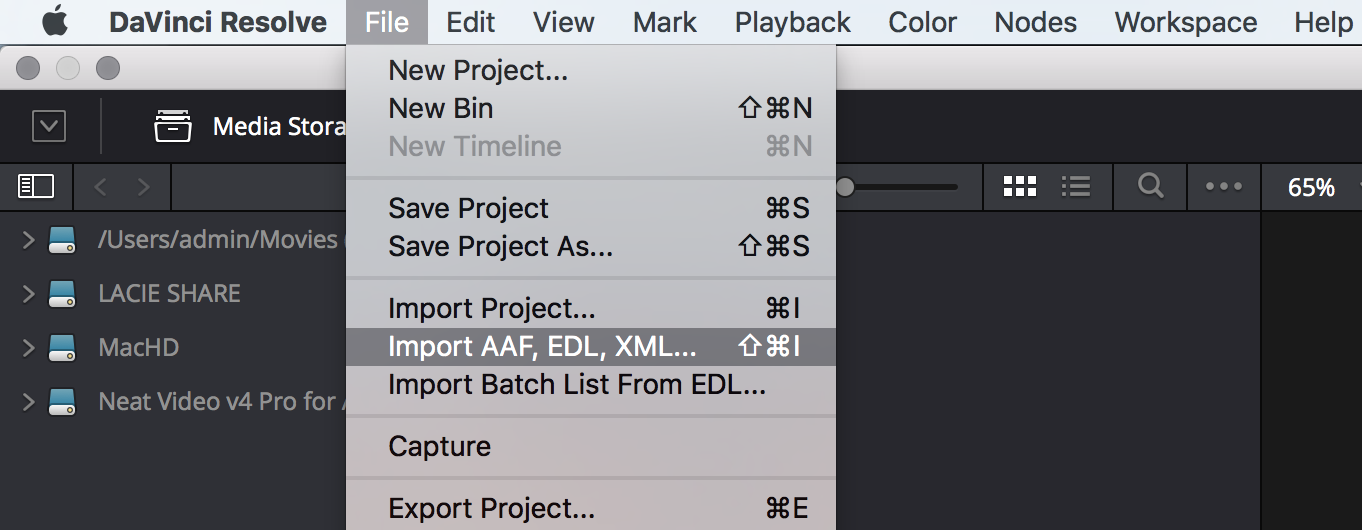 DaVinci Resolve File Edit View Mark Playback Color Nodes Workspace Help
New Project...
New Bin ⇧⌘N
New Timeline ⌘N
Media Stora
65%
Save Project ⌘S
Save Project As... ⇧⌘S
/Users/admin/Movies
LACIE SHARE
MacHD
Neat Video v4 Pro for
Import Project... ⌘I
Import AAF, EDL, XML... ⇧⌘I
Import Batch List From EDL...
Capture
Export Project... ⌘E